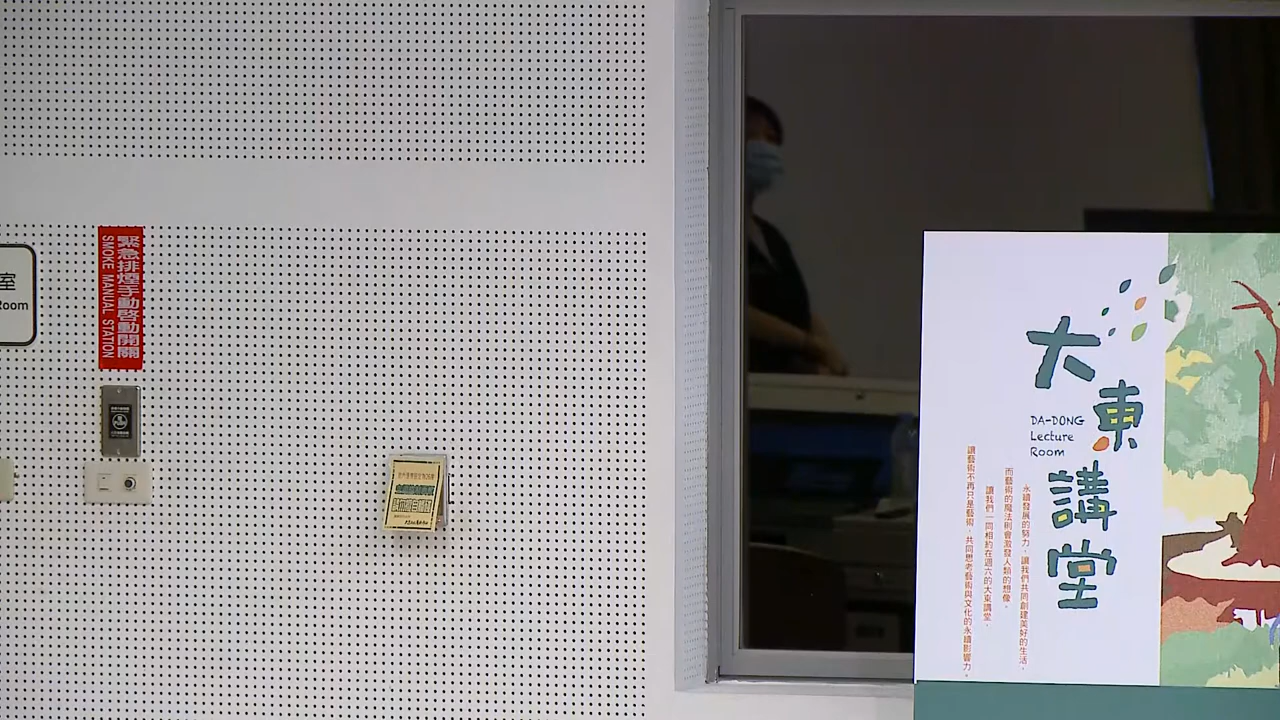 室
Room
緊急排煙手動啓動開關
SMOKE MANUAL STATION
大東講堂
DA-DONG
Lecture
Room
永續發展的努力，讓我們共同創建美好的生活，
而藝術的魔法則會激發人類的想像，
讓我們一同相約在週六的大東講堂，
讓藝術不再只是藝術，共同思考藝術與文化的永續影響力。